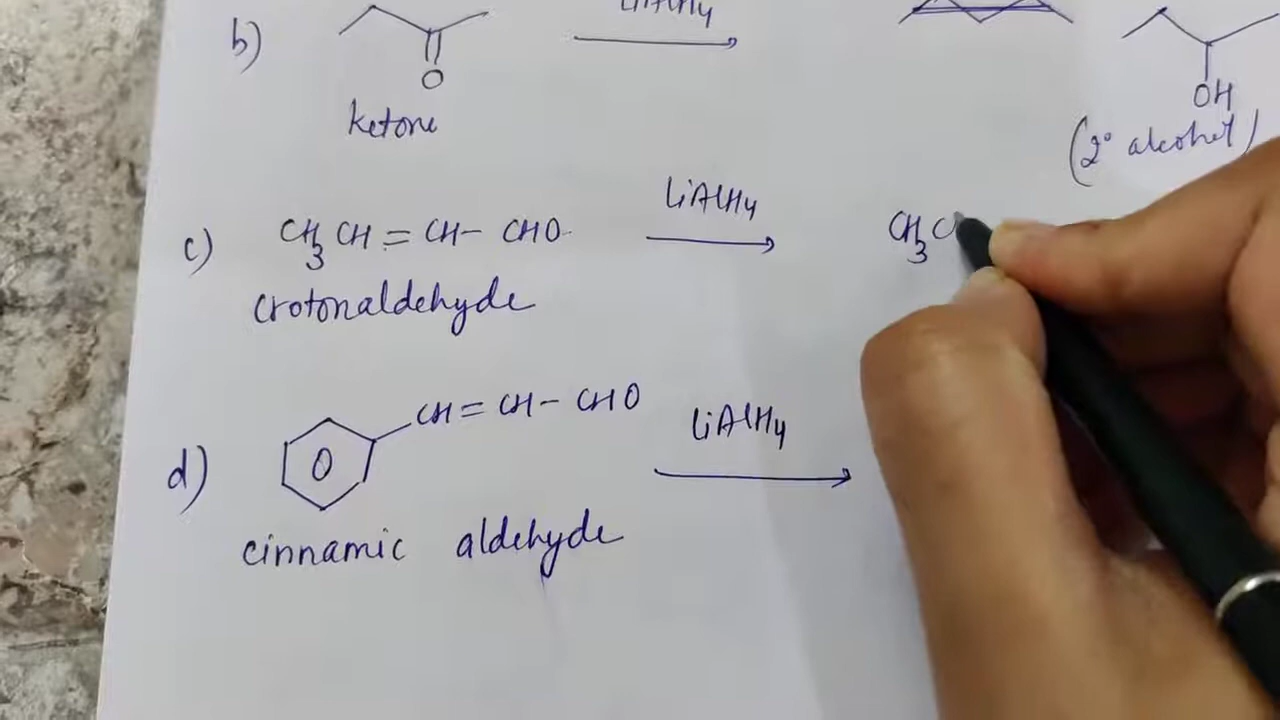 b) O LiAlH4 OH
ketone (2° alcohol)
c) CH3CH=CH-CHO LiAlH4 CH3C
Crotonaldehyde
d) CH=CH-CHO LiAlH4
cinnamic aldehyde